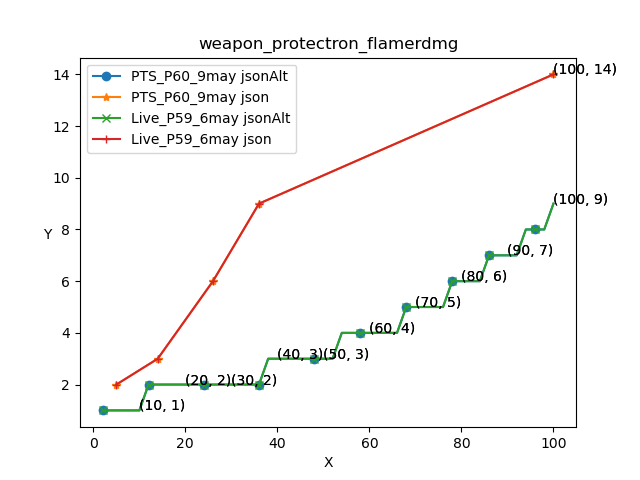 weapon_protectron_flamerdmg
PTS_P60_9may jsonAlt
PTS_P60_9may json
Live_P59_6may jsonAlt
Live_P59_6may json
(100, 14)
(100, 9)
(90, 7)
(80, 6)
(70, 5)
(60, 4)
(40, 3)(50, 3)
(20, 2)(30, 2)
(10, 1)
14
12
10
8
6
4
2
Y
0 20 40 60 80 100
X